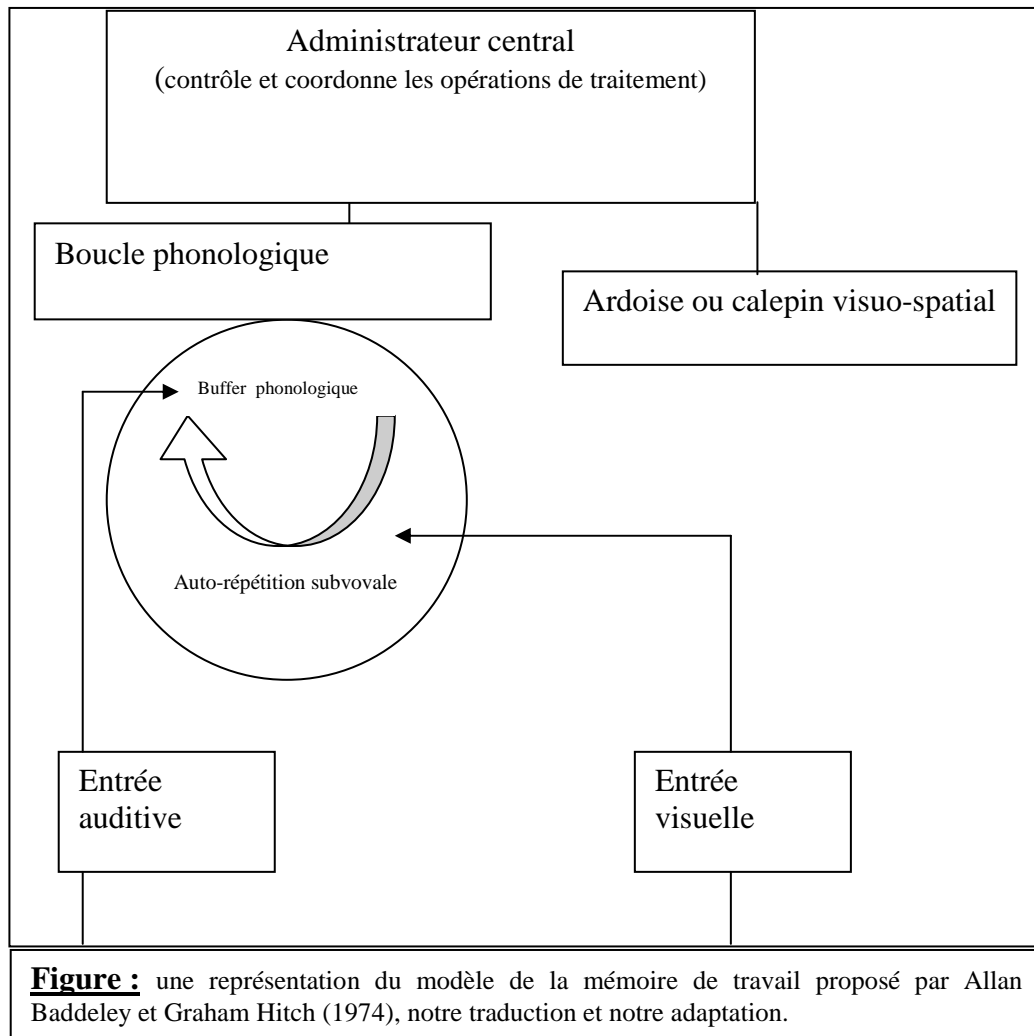 Administrateur central
(contrôle et coordonne les opérations de traitement)
Boucle phonologique
Ardoise ou calepin visuo-spatial
Buffer phonologique
Auto-répétition subvovale
Entrée
auditive
Entrée
visuelle
Figure : une représentation du modèle de la mémoire de travail proposé par Allan
Baddeley et Graham Hitch (1974), notre traduction et notre adaptation.